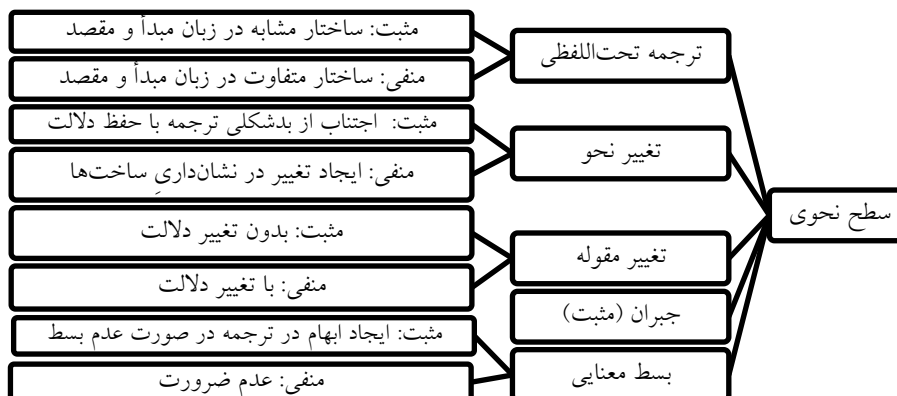 سطح نحوی
ترجمه تحت‌اللفظی
مثبت: ساختار مشابه در زبان مبدأ و مقصد
منفی: ساختار متفاوت در زبان مبدأ و مقصد
تغییر نحو
مثبت: اجتناب از بدشکلی ترجمه با حفظ دلالت
منفی: ایجاد تغییر در نشان‌داریِ ساخت‌ها
تغییر مقوله
مثبت: بدون تغییر دلالت
منفی: با تغییر دلالت
جبران (مثبت)
بسط معنایی
مثبت: ایجاد ابهام در ترجمه در صورت عدم بسط
منفی: عدم ضرورت